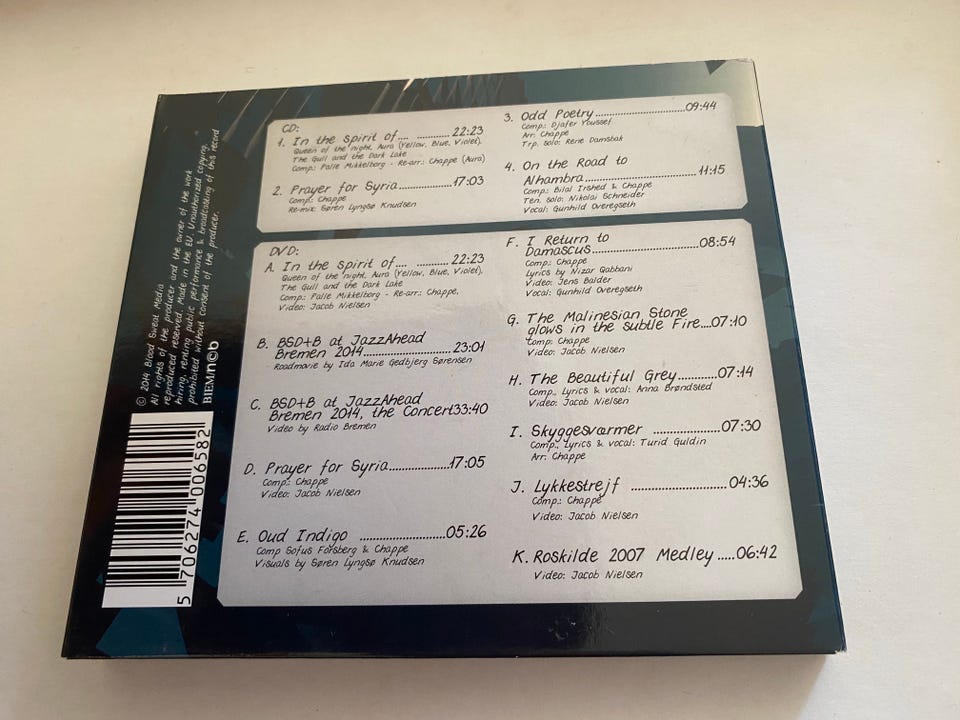 CD:
1. In the spirit of.... ........... 22:23
Queen of the night, Aura (Yellow, Blue, Violet),
The Gull and the Dark Lake
Comp.: Palle Mikkelborg - Re-arr.: Chappe (Aura)
2. Prayer for Syria...............17:03
Comp.: Chappe
Re-mix: Søren Lyngsø Knudsen
3. Odd Poetry.......................09:44
Comp.: Djafer Youssef
Arr: Chappe
Trp. solo: Rene Damsbak
4. On the Road to
Alhambra.............................11:15
Comp.: Bilal Irshed & Chappe
Ten. solo: Nikolai Schneider
Vocal: Gunhild Overegseth
DVD:
A. In the spirit of.... ........... 22:23
Queen of the night, Aura (Yellow, Blue, Violet),
The Gull and the Dark Lake
Comp.: Palle Mikkelborg - Re-arr.: Chappe,
Video: Jacob Nielsen
B. BSD+B at JazzAhead
Bremen 2014...................... 23:01
Roadmovie by Ida Marie Gedbjerg Sørensen
C. BSD+B at JazzAhead
Bremen 2014, the Concert33:40
Video by Radio Bremen
D. Prayer for Syria...............17:05
Comp.: Chappe
Video: Jacob Nielsen
E. Oud Indigo .....................05:26
Comp Sofus Forsberg & Chappe
Visuals by Søren Lyngsø Knudsen
F. I Return to
Damascus...........................08:54
Comp.: Chappe
Lyrics by Nizar Qabbani
Video: Jens Balder
Vocal: Gunhild Overegseth
G. The Malinesian Stone
glows in the subtle Fire....07:10
Comp.: Chappe
Video: Jacob Nielsen
H. The Beautiful Grey............07:14
Comp., Lyrics & vocal: Anna Brøndsted
Video: Jacob Nielsen
I. Skyggesvarmer .................07:30
Comp., Lyrics & vocal: Turid Guldin
Arr: Chappe
J. Lykkestrejf .....................04:36
Comp.: Chappe
Video: Jacob Nielsen
K. Roskilde 2007 Medley .....06:42
Video: Jacob Nielsen
© 2014 Blood Sweat Media
All rights of the producer and the owner of the work
reproduced reserved. Made in the EU. Unauthorized copying,
hiring, renting public performance & broadcasting of this record
prohibited without consent of the producer.
BIEM/n©b
5 706274 006582